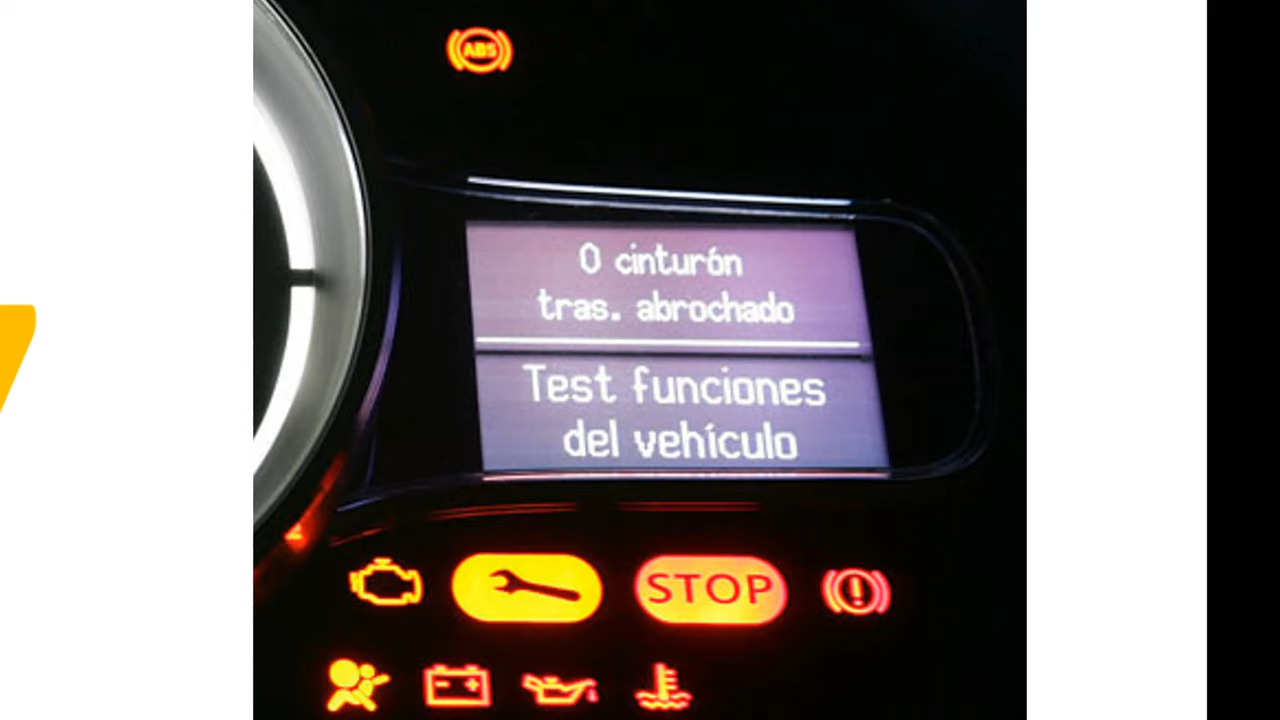 ABS
0 cinturón
tras. abrochado
Test funciones
del vehículo
STOP